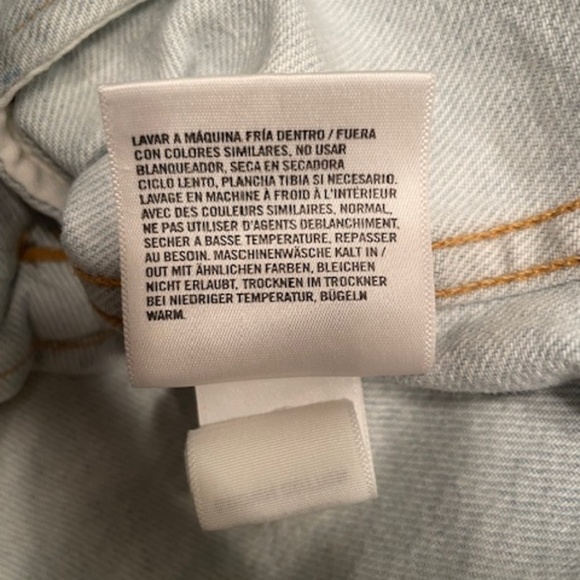 LAVAR A MÁQUINA FRÍA DENTRO / FUERA
CON COLORES SIMILARES, NO USAR
BLANQUEADOR, SECA EN SECADORA
CICLO LENTO, PLANCHA TIBIA SI NECESARIO.
LAVAGE EN MACHINE À FROID À L'INTÉRIEUR
AVEC DES COULEURS SIMILAIRES, NORMAL,
NE PAS UTILISER D'AGENTS DEBLANCHIMENT,
SECHER A BASSE TEMPERATURE, REPASSER
AU BESOIN. MASCHINENWÄSCHE KALT IN /
OUT MIT ÄHNLICHEN FARBEN, BLEICHEN
NICHT ERLAUBT, TROCKNEN IM TROCKNER
BEI NIEDRIGER TEMPERATUR, BÜGELN
WARM.